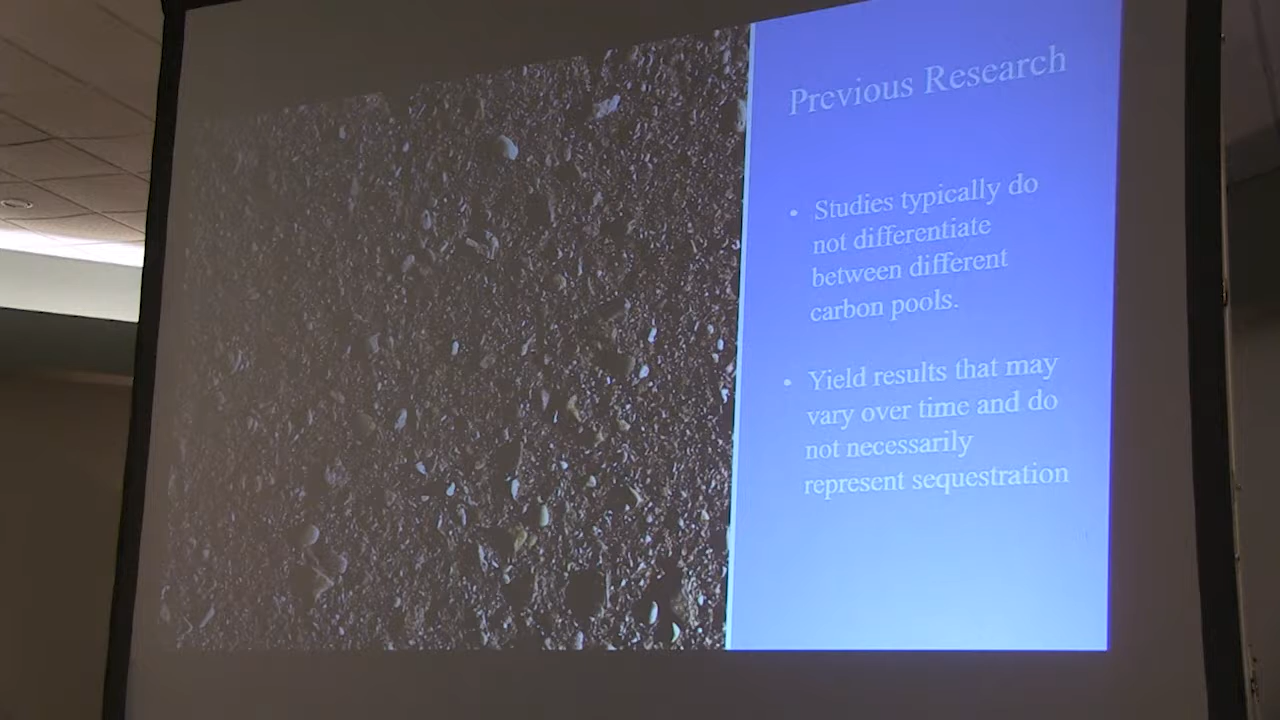 Previous Research
• Studies typically do
not differentiate
between different
carbon pools.
• Yield results that may
vary over time and do
not necessarily
represent sequestration